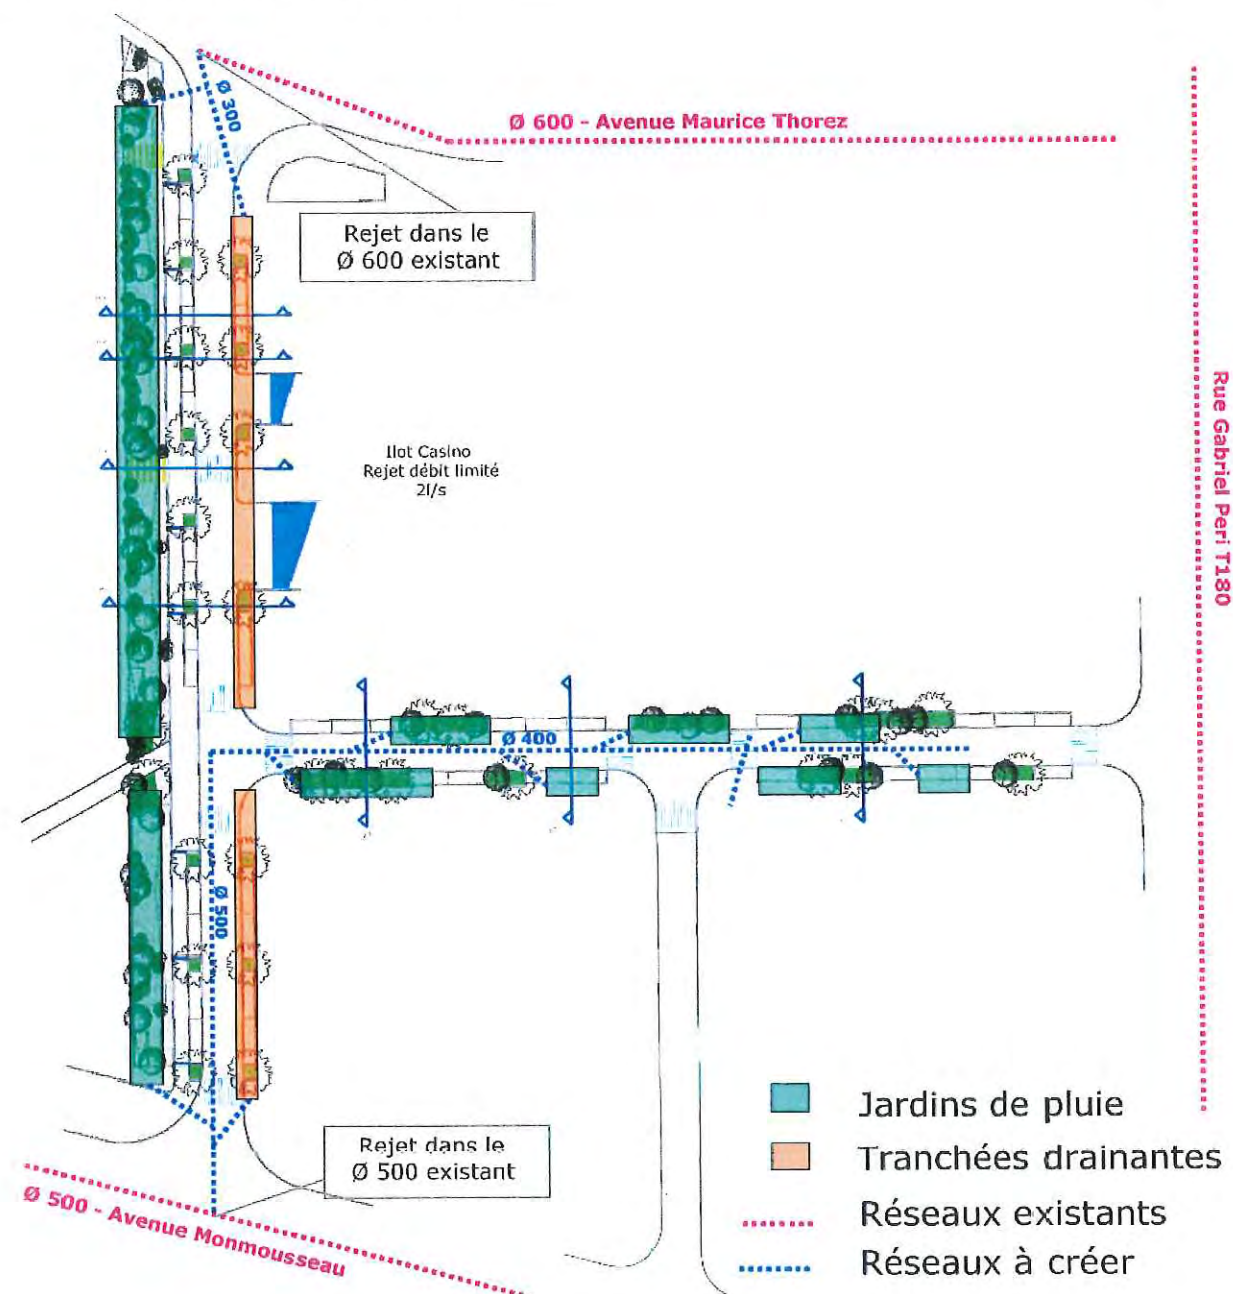 Ø 300
Ø 600 - Avenue Maurice Thorez
Rejet dans le
Ø 600 existant
Ilot Casino
Rejet débit limité
2l/s
Rue Gabriel Peri T180
Ø 400
Ø 500
Rejet dans le
Ø 500 existant
Ø 500 - Avenue Monmousseau
Jardins de pluie
Tranchées drainantes
Réseaux existants
Réseaux à créer